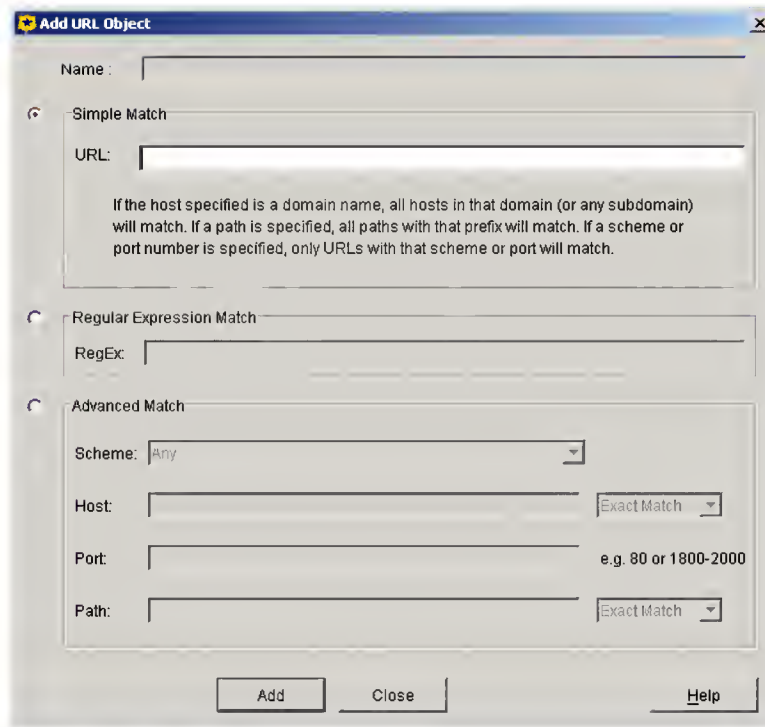 Add URL Object
Name :
Simple Match
URL:
If the host specified is a domain name, all hosts in that domain (or any subdomain)
will match. If a path is specified, all paths with that prefix will match. If a scheme or
port number is specified, only URLs with that scheme or port will match.
Regular Expression Match
RegEx:
Advanced Match
Scheme: Any
Host: Exact Match
Port: e.g. 80 or 1800-2000
Path: Exact Match
Add Close Help